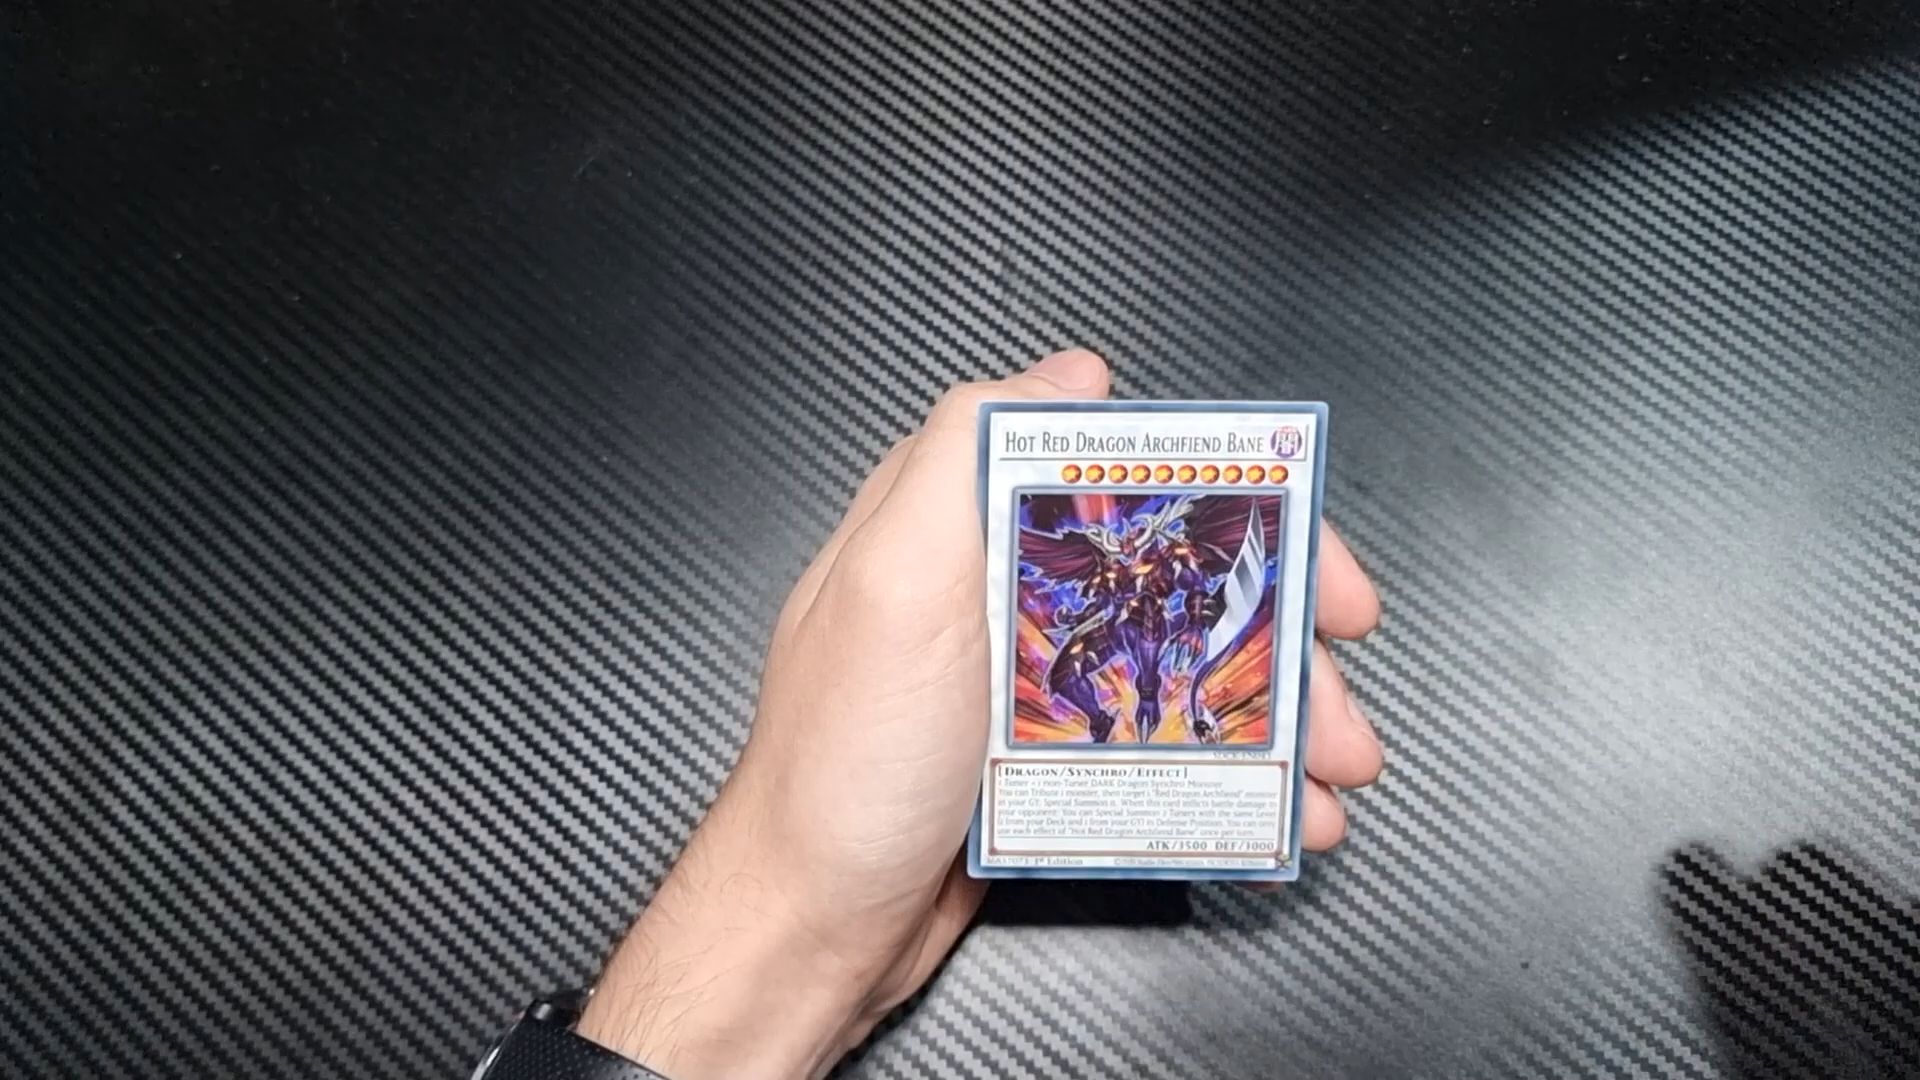 HOT RED DRAGON ARCHFIEND BANE
[DRAGON/SYNCHRO/EFFECT]
1 Tuner + 1 non-Tuner DARK Dragon Synchro Monster
You can Tribute 1 monster, then target 1 "Red Dragon Archfiend" monster
in your GY; Special Summon it. When this card inflicts battle damage to
your opponent: You can Special Summon 2 Tuners with the same Level
(1 from your Deck and 1 from your GY) in Defense Position. You can only
use each effect of "Hot Red Dragon Archfiend Bane" once per turn.
ATK/3500 DEF/3000
1st Edition